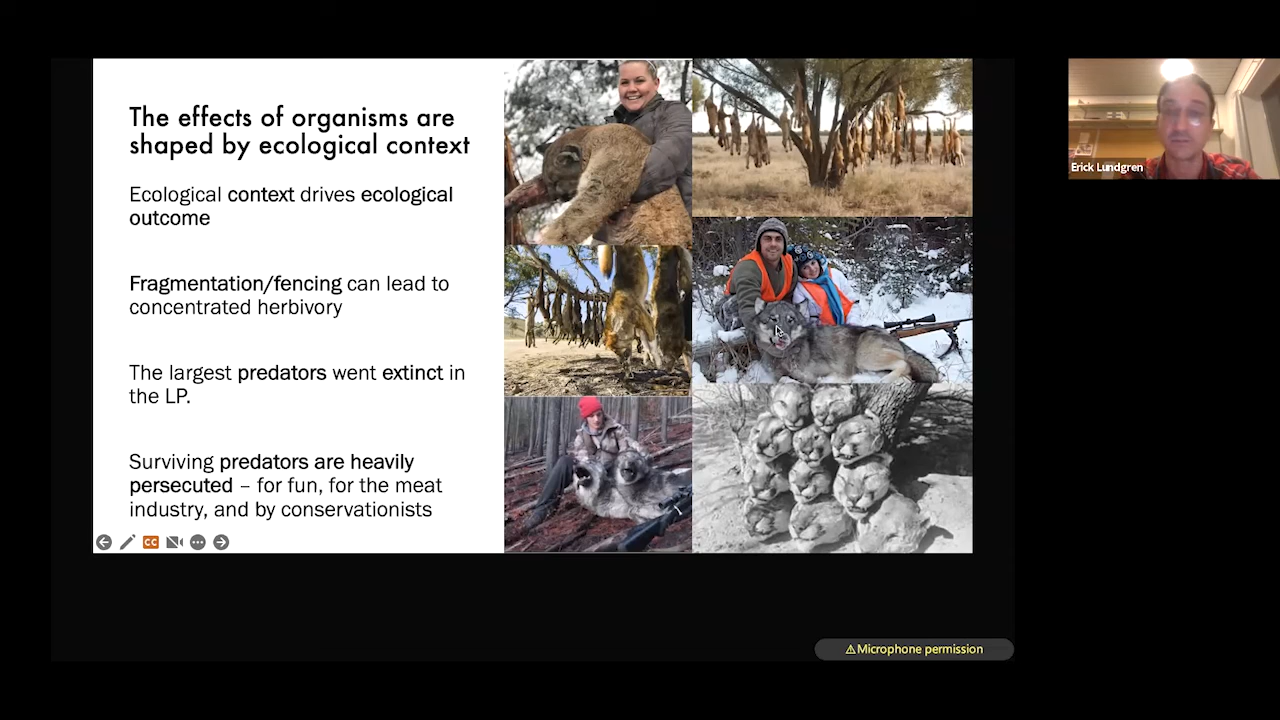 The effects of organisms are
shaped by ecological context
Ecological context drives ecological
outcome
Fragmentation/fencing can lead to
concentrated herbivory
The largest predators went extinct in
the LP.
Surviving predators are heavily
persecuted – for fun, for the meat
industry, and by conservationists
CC
Erick Lundgren
⚠Microphone permission